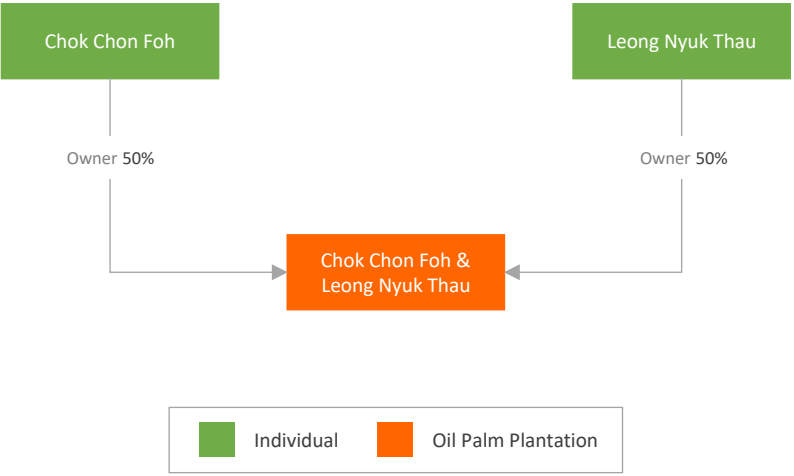 Chok Chon Foh
Leong Nyuk Thau
Owner 50%
Owner 50%
Chok Chon Foh &
Leong Nyuk Thau
Individual
Oil Palm Plantation